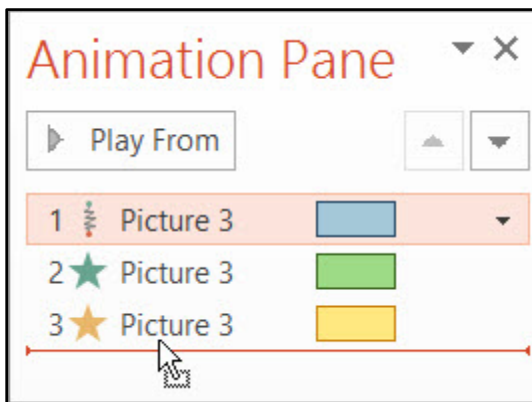 Animation Pane
Play From
1 Picture 3
2 Picture 3
3 Picture 3